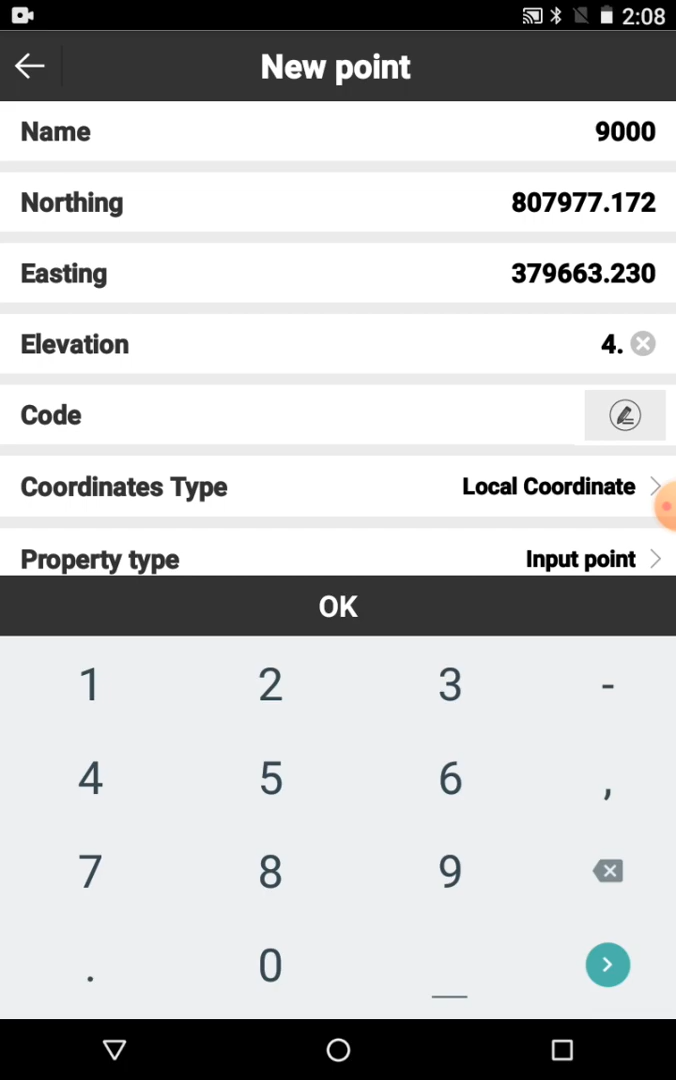 2:08
New point
Name 9000
Northing 807977.172
Easting 379663.230
Elevation 4.
Code
Coordinates Type Local Coordinate
Property type Input point
OK
1 2 3 -
4 5 6 ,
7 8 9
. 0 _